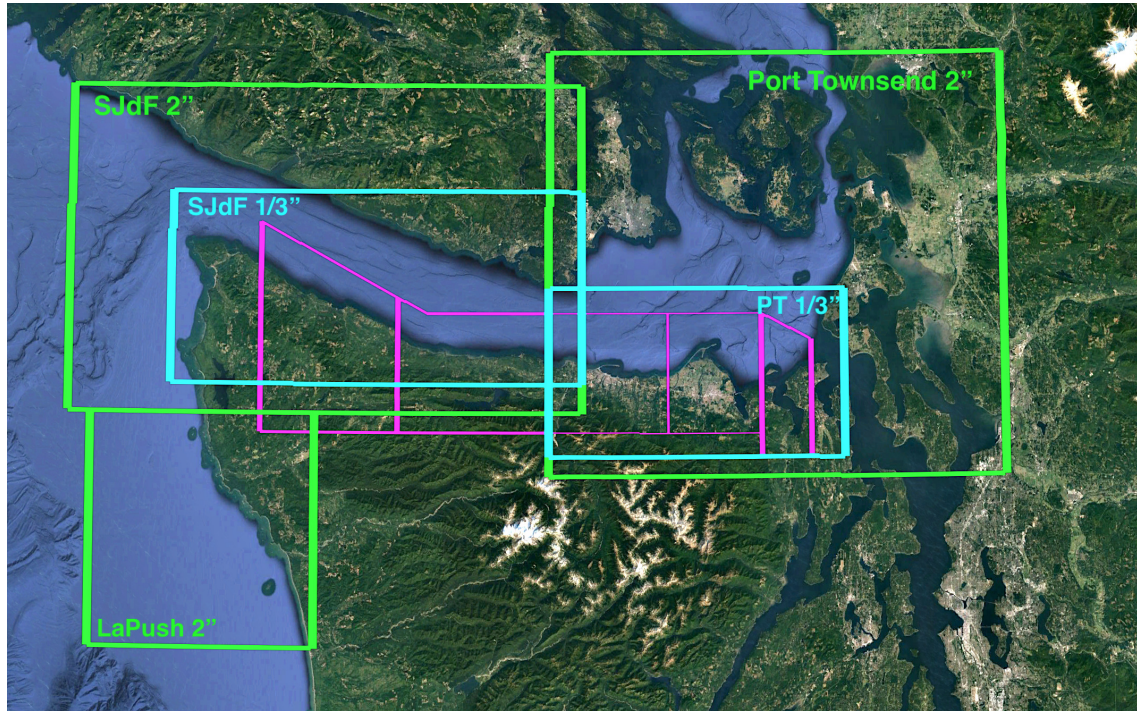 SJdF 2”
Port Townsend 2”
SJdF 1/3”
PT 1/3”
LaPush 2”